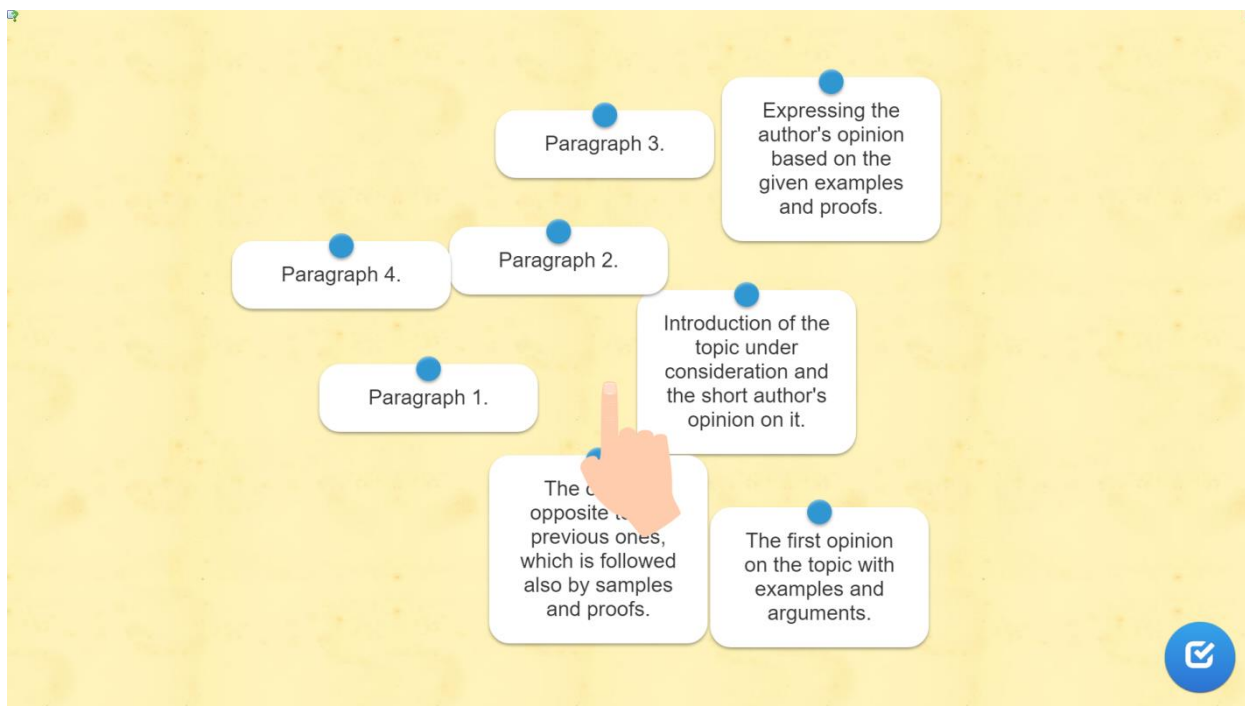 Paragraph 3.
Expressing the
author's opinion
based on the
given examples
and proofs.
Paragraph 4.
Paragraph 2.
Introduction of the
topic under
consideration and
the short author's
opinion on it.
Paragraph 1.
The
opposite
previous ones,
which is followed
also by samples
and proofs.
The first opinion
on the topic with
examples and
arguments.